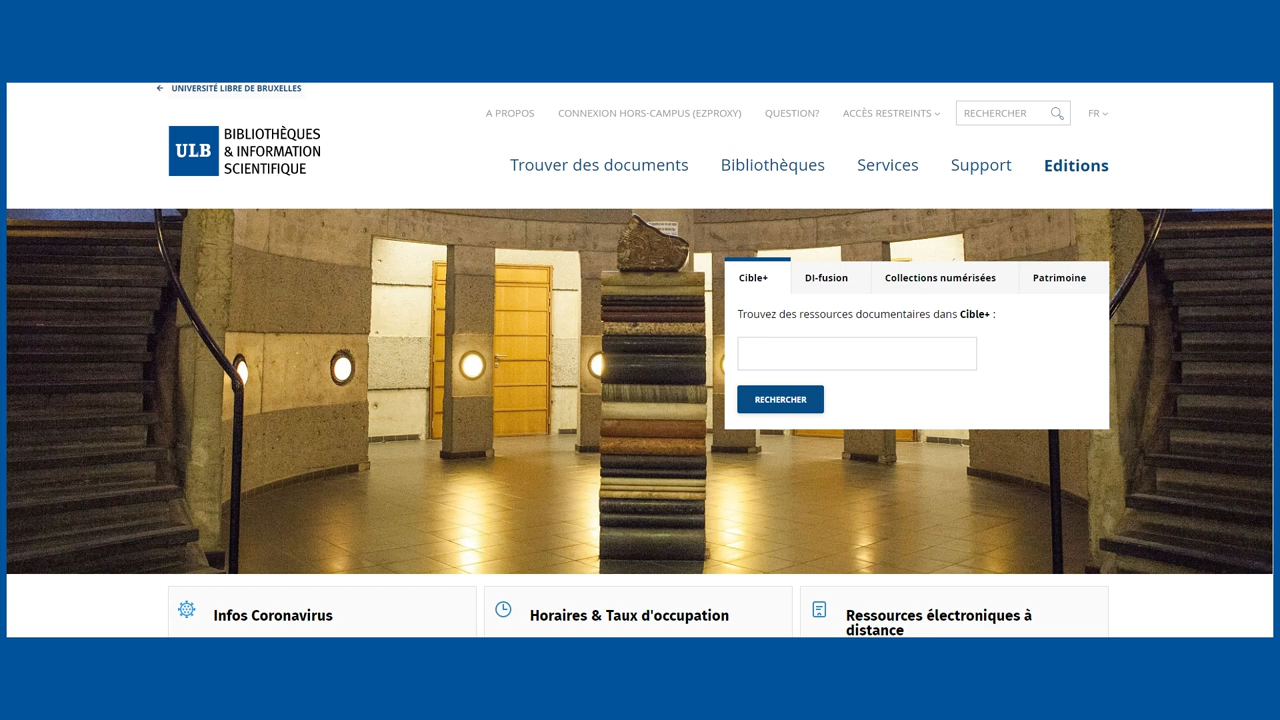 UNIVERSITÉ LIBRE DE BRUXELLES
A PROPOS
CONNEXION HORS-CAMPUS (EZPROXY)
QUESTION?
ACCÈS RESTREINTS
RECHERCHER
FR
ULB
BIBLIOTHÈQUES
& INFORMATION
SCIENTIFIQUE
Trouver des documents
Bibliothèques
Services
Support
Editions
Cible+
DI-fusion
Collections numérisées
Patrimoine
Trouvez des ressources documentaires dans Cible+ :
RECHERCHER
Infos Coronavirus
Horaires & Taux d'occupation
Ressources électroniques à
distance